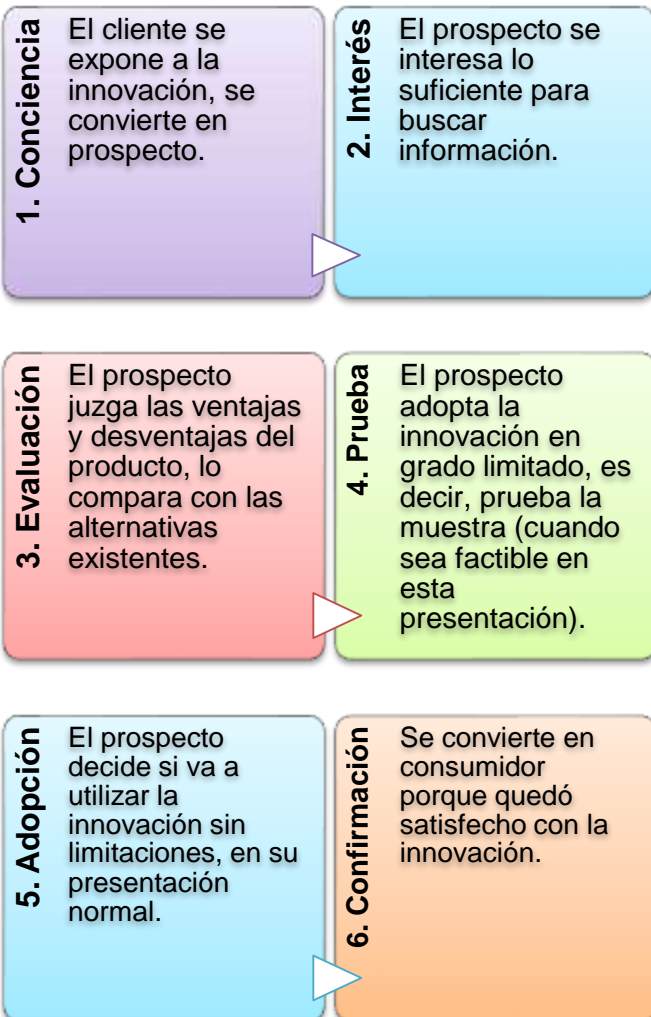 1. Conciencia
El cliente se
expone a la
innovación, se
convierte en
prospecto.
2. Interés
El prospecto se
interesa lo
suficiente para
buscar
información.
3. Evaluación
El prospecto
juzga las ventajas
y desventajas del
producto, lo
compara con las
alternativas
existentes.
4. Prueba
El prospecto
adopta la
innovación en
grado limitado, es
decir, prueba la
muestra (cuando
sea factible en
esta
presentación).
5. Adopción
El prospecto
decide si va a
utilizar la
innovación sin
limitaciones, en su
presentación
normal.
6. Confirmación
Se convierte en
consumidor
porque quedó
satisfecho con la
innovación.